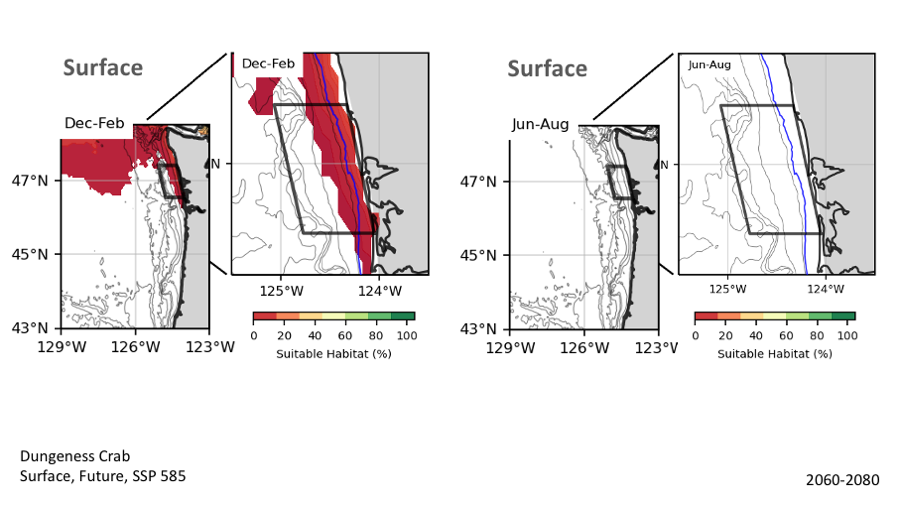 Surface
Dec-Feb
47°N
45°N
43°N
129°W 126°W 123°W
Dec-Feb
N
125°W 124°W
0 20 40 60 80 100
Suitable Habitat (%)
Surface
Jun-Aug
47°N
45°N
43°N
129°W 126°W 123°W
Jun-Aug
N
125°W 124°W
0 20 40 60 80 100
Suitable Habitat (%)
Dungeness Crab
Surface, Future, SSP 585
2060-2080